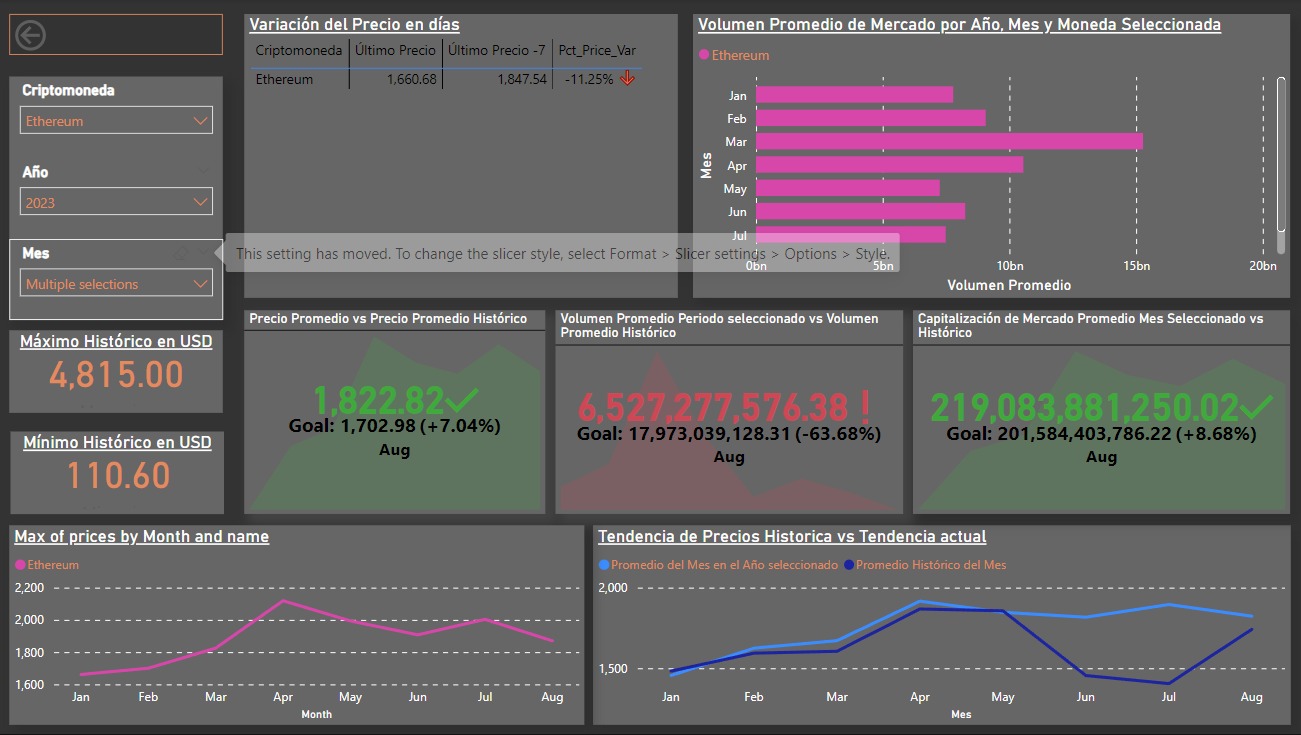 Criptomoneda
Ethereum
Año
2023
Mes
Multiple selections
Máximo Histórico en USD
4,815.00
Mínimo Histórico en USD
110.60
Variación del Precio en días
Criptomoneda Último Precio Último Precio -7 Pct_Price_Var
Ethereum 1,660.68 1,847.54 -11.25%
This setting has moved. To change the slicer style, select Format > Slicer settings > Options > Style.
Volumen Promedio de Mercado por Año, Mes y Moneda Seleccionada
Ethereum
Mes
Jan
Feb
Mar
Apr
May
Jun
Jul
0bn 5bn 10bn 15bn 20bn
Volumen Promedio
Precio Promedio vs Precio Promedio Histórico
1,822.82
Goal: 1,702.98 (+7.04%)
Aug
Volumen Promedio Periodo seleccionado vs Volumen
Promedio Histórico
6,527,277,576.38 !
Goal: 17,973,039,128.31 (-63.68%)
Aug
Capitalización de Mercado Promedio Mes Seleccionado vs
Histórico
219,083,881,250.02
Goal: 201,584,403,786.22 (+8.68%)
Aug
Max of prices by Month and name
Ethereum
2,200
2,000
1,800
1,600
Jan Feb Mar Apr May Jun Jul Aug
Month
Tendencia de Precios Historica vs Tendencia actual
Promedio del Mes en el Año seleccionado Promedio Histórico del Mes
2,000
1,500
Jan Feb Mar Apr May Jun Jul Aug
Mes